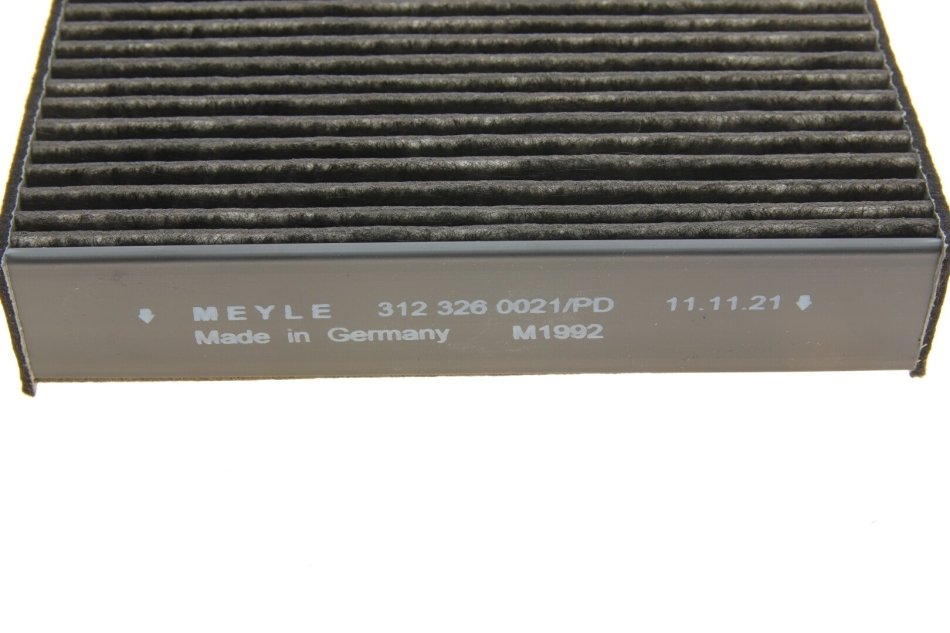 MEYLE 312 326 0021/PD 11.11.21
Made in Germany M1992